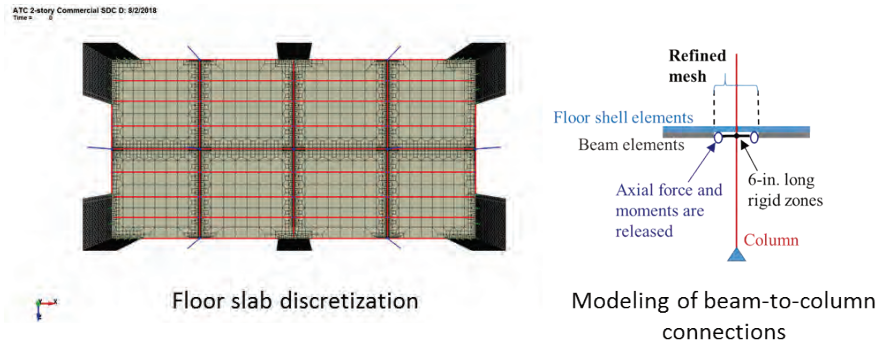 ATC 2-story Commercial SDC D: 8/2/2018
Time = 0
Refined
mesh
Floor shell elements
Beam elements
Axial force and
moments are
released
6-in. long
rigid zones
Column
X
Floor slab discretization
Modeling of beam-to-column
connections